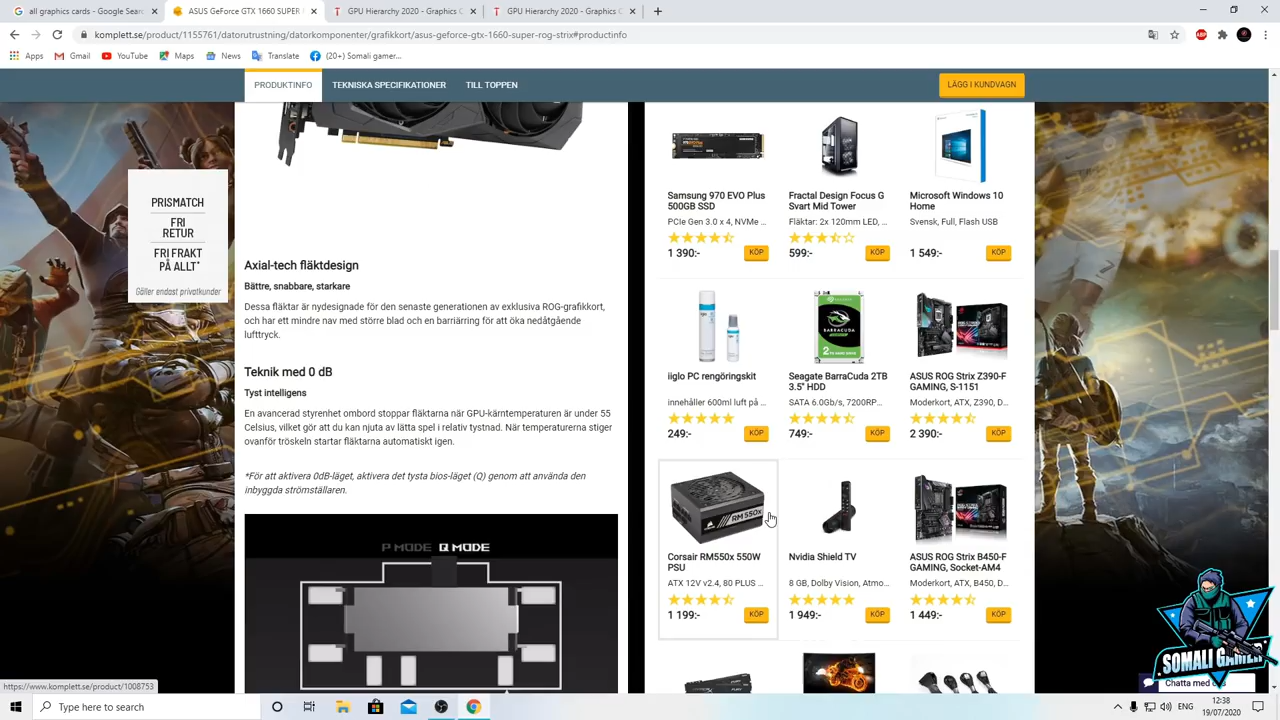 all graphics cards - Google Sear
ASUS GeForce GTX 1660 SUPER
GPU Hierarchy 2020 - Graphics C
GPU Hierarchy 2020 - Graphics C
komplett.se/product/1155761/datorutrustning/datorkomponenter/grafikkort/asus-geforce-gtx-1660-super-rog-strix#productinfo
Apps
Gmail
YouTube
Maps
News
Translate
(20+) Somali gamer...
PRODUKTINFO
TEKNISKA SPECIFIKATIONER
TILL TOPPEN
LÄGG I KUNDVAGN
PRISMATCH
FRI
RETUR
FRI FRAKT
PÅ ALLT*
Gäller endast privatkunder
Axial-tech fläktdesign
Bättre, snabbare, starkare
Dessa fläktar är nydesignade för den senaste generationen av exklusiva ROG-grafikkort,
och har ett mindre nav med större blad och en barriärring för att öka nedåtgående
lufttryck.
Teknik med 0 dB
Tyst intelligens
En avancerad styrenhet ombord stoppar fläktarna när GPU-kärntemperaturen är under 55
Celsius, vilket gör att du kan njuta av lätta spel i relativ tystnad. När temperaturerna stiger
ovanför tröskeln startar fläktarna automatiskt igen.
*För att aktivera 0dB-läget, aktivera det tysta bios-läget (Q) genom att använda den
inbyggda strömställaren.
P MODE Q MODE
Samsung 970 EVO Plus
500GB SSD
PCIe Gen 3.0 x 4, NVMe ...
1 390:-
KÖP
Fractal Design Focus G
Svart Mid Tower
Fläktar: 2x 120mm LED, ...
599:-
KÖP
Microsoft Windows 10
Home
Svensk, Full, Flash USB
1 549:-
KÖP
iiglo PC rengöringskit
innehåller 600ml luft på ...
249:-
KÖP
BARRACUDA
2TB
Seagate BarraCuda 2TB
3.5" HDD
SATA 6.0Gb/s, 7200RP...
749:-
KÖP
ASUS ROG Strix Z390-F
GAMING, S-1151
Moderkort, ATX, Z390, D...
2 390:-
KÖP
RM550x
Corsair RM550x 550W
PSU
ATX 12V v2.4, 80 PLUS ...
1 199:-
KÖP
Nvidia Shield TV
8 GB, Dolby Vision, Atmo...
1 949:-
KÖP
ASUS ROG Strix B450-F
GAMING, Socket-AM4
Moderkort, ATX, B450, D...
1 449:-
KÖP
SOMALI GAMER
https://www.komplett.se/product/1008753
Type here to search
ENG
12:38
19/07/2020